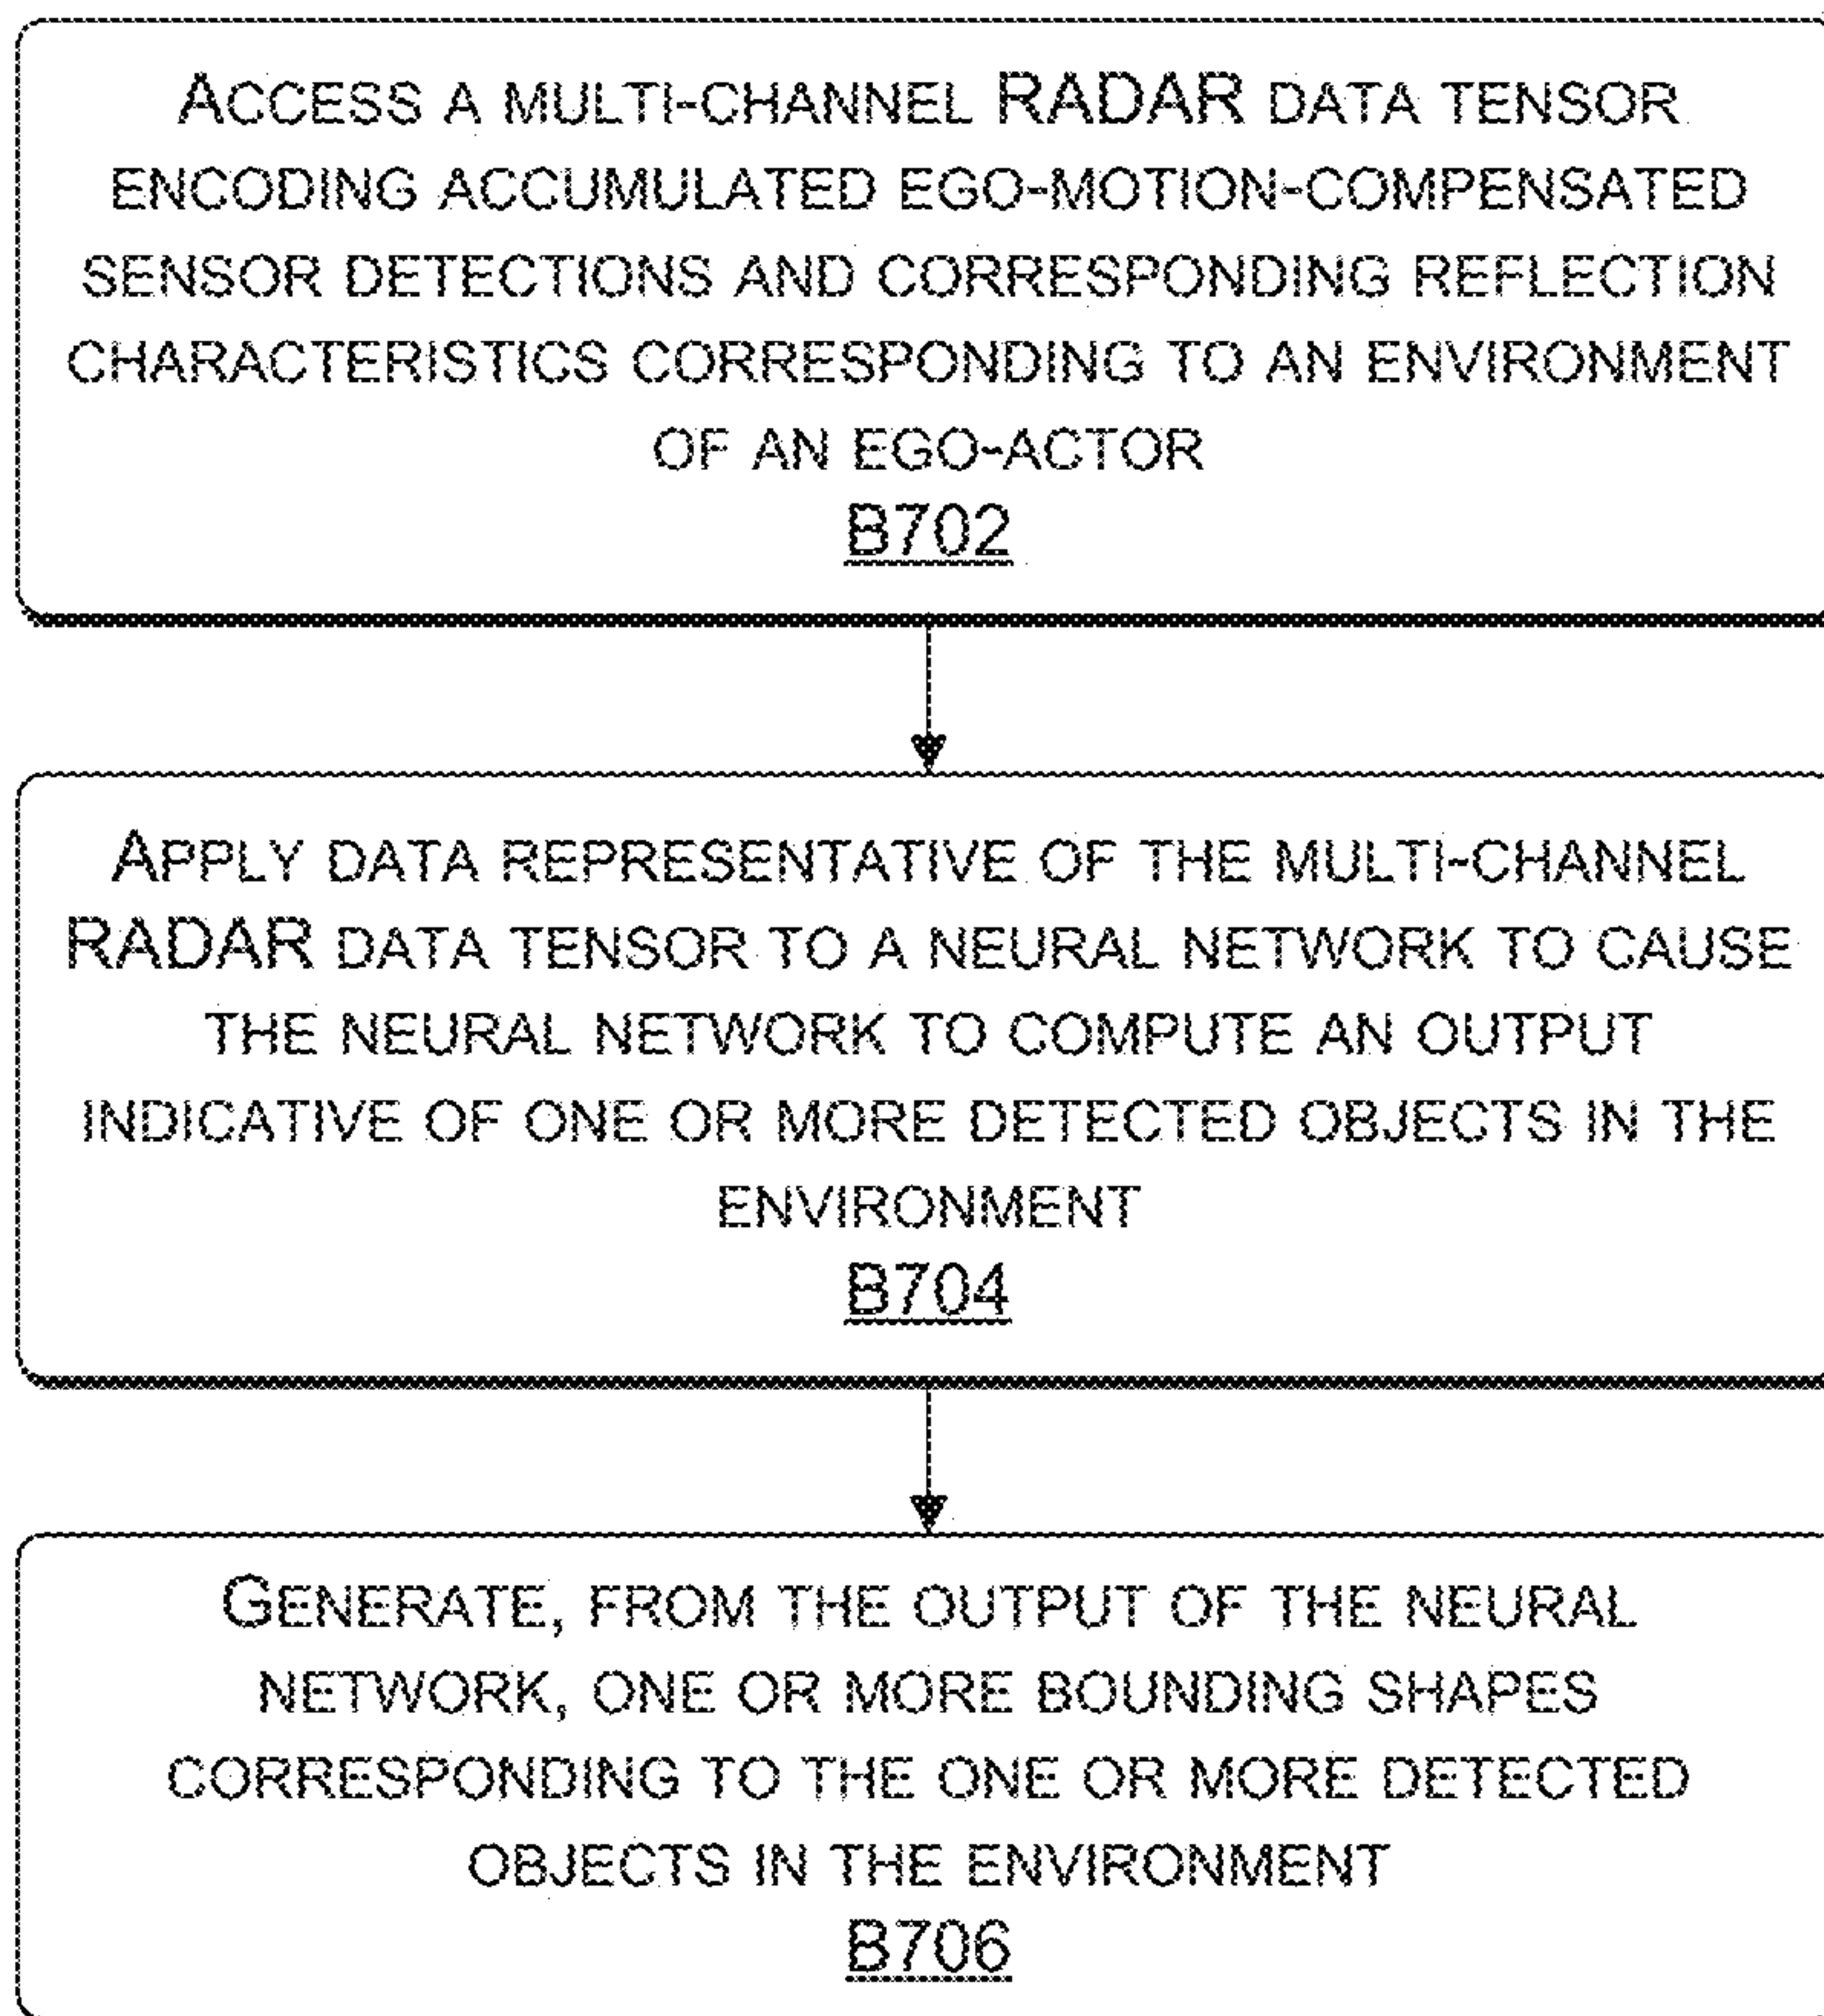 ACCESS A MULTI-CHANNEL RADAR DATA TENSOR
ENCODING ACCUMULATED EGO-MOTION-COMPENSATED
SENSOR DETECTIONS AND CORRESPONDING REFLECTION
CHARACTERISTICS CORRESPONDING TO AN ENVIRONMENT
OF AN EGO-ACTOR
B702
APPLY DATA REPRESENTATIVE OF THE MULTI-CHANNEL
RADAR DATA TENSOR TO A NEURAL NETWORK TO CAUSE
THE NEURAL NETWORK TO COMPUTE AN OUTPUT
INDICATIVE OF ONE OR MORE DETECTED OBJECTS IN THE
ENVIRONMENT
B704
GENERATE, FROM THE OUTPUT OF THE NEURAL
NETWORK, ONE OR MORE BOUNDING SHAPES
CORRESPONDING TO THE ONE OR MORE DETECTED
OBJECTS IN THE ENVIRONMENT
B706